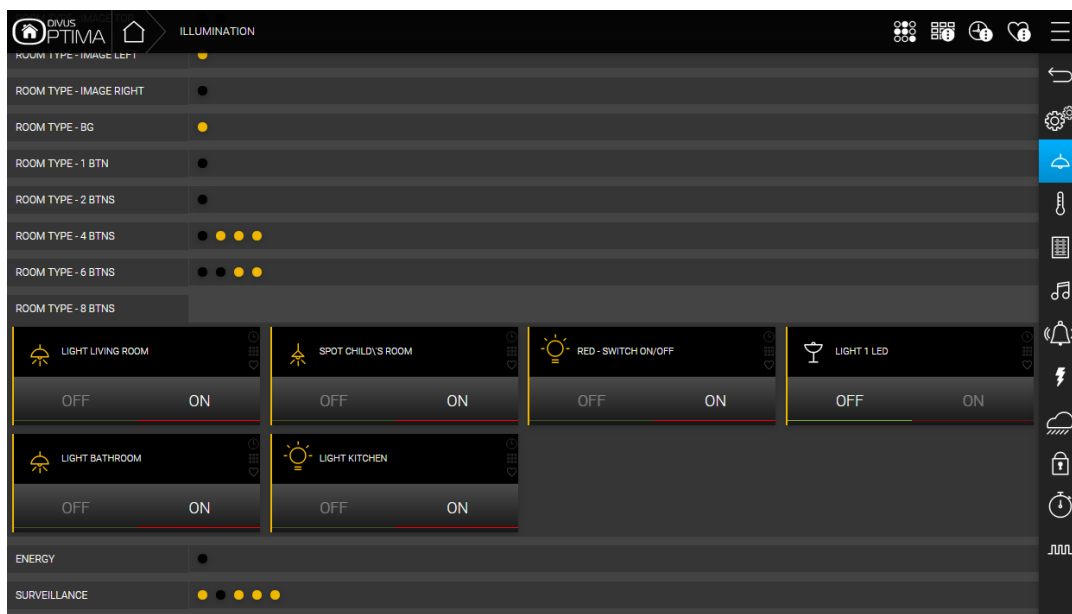 DIVUS
OPTIMA
ILLUMINATION
ROOM TYPE - IMAGE LEFT
ROOM TYPE - IMAGE RIGHT
ROOM TYPE - BG
ROOM TYPE - 1 BTN
ROOM TYPE - 2 BTNS
ROOM TYPE - 4 BTNS
ROOM TYPE - 6 BTNS
ROOM TYPE - 8 BTNS
LIGHT LIVING ROOM
SPOT CHILD\'S ROOM
RED - SWITCH ON/OFF
LIGHT 1 LED
OFF ON
OFF ON
OFF ON
OFF ON
LIGHT BATHROOM
LIGHT KITCHEN
OFF ON
OFF ON
ENERGY
SURVEILLANCE